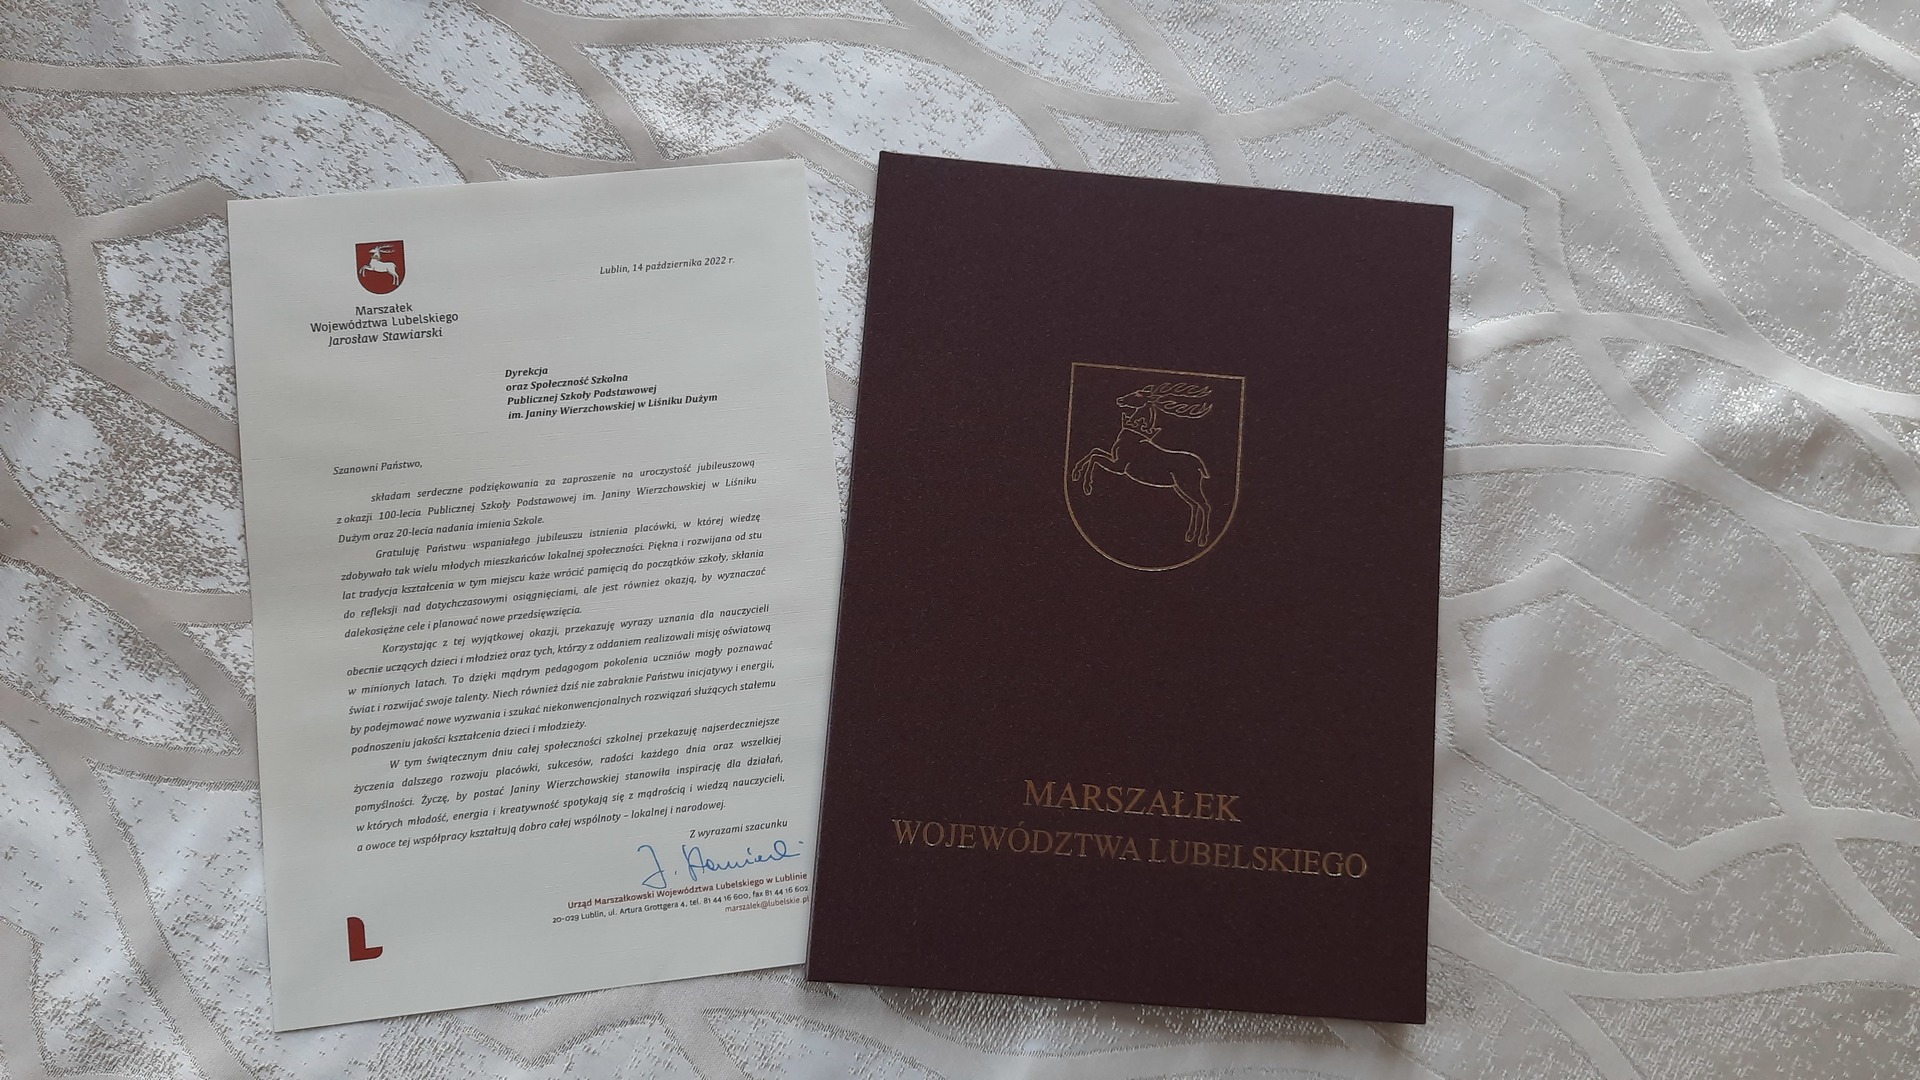 Marszałek
Województwa Lubelskiego
Jarosław Stawiarski
Lublin, 14 października 2022 r.
Dyrekcja
oraz Społeczność Szkolna
Publicznej Szkoły Podstawowej
im. Janiny Wierzchowskiej w Liśniku Dużym
Szanowni Państwo,
składam serdeczne podziękowania za zaproszenie na uroczystość jubileuszową
z okazji 100-lecia Publicznej Szkoły Podstawowej im. Janiny Wierzchowskiej w Liśniku
Dużym oraz 20-lecia nadania imienia Szkole.
Gratuluję Państwu wspaniałego jubileuszu istnienia placówki, w której wiedzę
zdobywało tak wielu młodych mieszkańców lokalnej społeczności. Piękna i rozwijana od stu
lat tradycja kształcenia w tym miejscu każe wrócić pamięcią do początków szkoły, skłania
do refleksji nad dotychczasowymi osiągnięciami, ale jest również okazją, by wyznaczać
dalekosiężne cele i planować nowe przedsięwzięcia.
Korzystając z tej wyjątkowej okazji, przekazuję wyrazy uznania dla nauczycieli
obecnie uczących dzieci i młodzież oraz tych, którzy z oddaniem realizowali misję oświatową
w minionych latach. To dzięki mądrym pedagogom pokolenia uczniów mogły poznawać
świat i rozwijać swoje talenty. Niech również dziś nie zabraknie Państwu inicjatywy i energii,
by podejmować nowe wyzwania i szukać niekonwencjonalnych rozwiązań służących stałemu
podnoszeniu jakości kształcenia dzieci i młodzieży.
W tym świątecznym dniu całej społeczności szkolnej przekazuję najserdeczniejsze
życzenia dalszego rozwoju placówki, sukcesów, radości każdego dnia oraz wszelkiej
pomyślności. Życzę, by postać Janiny Wierzchowskiej stanowiła inspirację dla działań,
w których młodość, energia i kreatywność spotykają się z mądrością i wiedzą nauczycieli,
a owoce tej współpracy kształtują dobro całej wspólnoty – lokalnej i narodowej.
Z wyrazami szacunku
J. Stawiarski
Urząd Marszałkowski Województwa Lubelskiego w Lublinie
20-029 Lublin, ul. Artura Grottgera 4, tel. 81 44 16 600, fax 81 44 16 602
marszalek@lubelskie.pl
L
MARSZAŁEK
WOJEWÓDZTWA LUBELSKIEGO